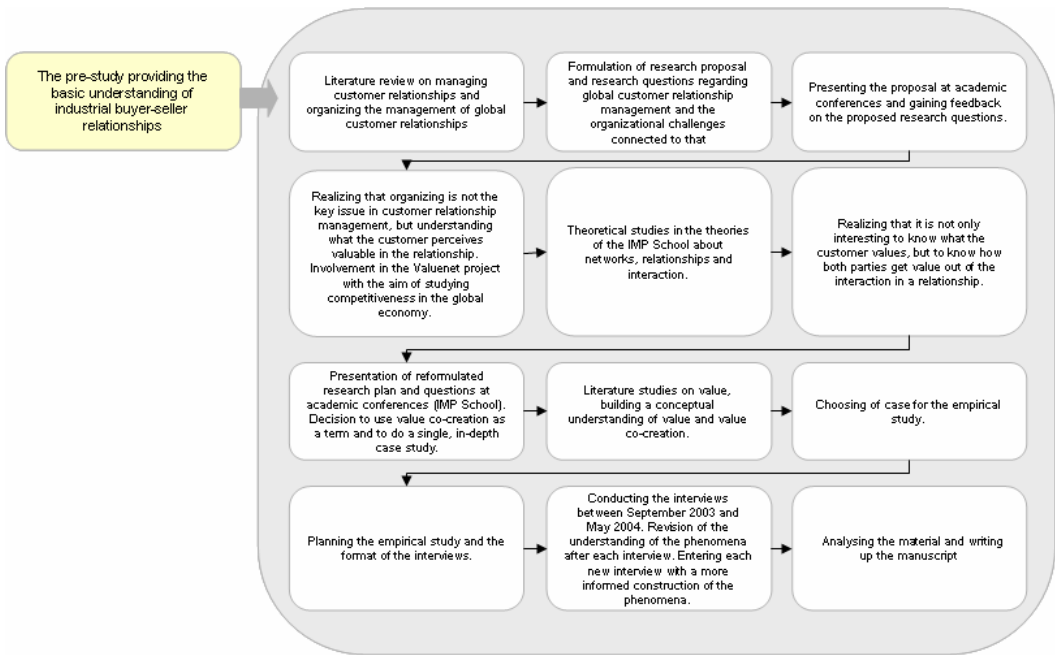 The pre-study providing the
basic understanding of
industrial buyer-seller
relationships
Literature review on managing
customer relationships and
organizing the management of global
customer relationships
Formulation of research proposal
and research questions regarding
global customer relationship
management and the
organizational challenges
connected to that
Presenting the proposal at academic
conferences and gaining feedback
on the proposed research questions.
Realizing that organizing is not the
key issue in customer relationship
management, but understanding
what the customer perceives
valuable in the relationship.
Involvement in the Valuenet project
with the aim of studying
competitiveness in the global
economy.
Theoretical studies in the theories
of the IMP School about
networks, relationships and
interaction.
Realizing that it is not only
interesting to know what the
customer values, but to know how
both parties get value out of the
interaction in a relationship.
Presentation of reformulated
research plan and questions at
academic conferences (IMP School).
Decision to use value co-creation as
a term and to do a single, in-depth
case study.
Literature studies on value,
building a conceptual
understanding of value and value
co-creation.
Choosing of case for the empirical
study.
Planning the empirical study and the
format of the interviews.
Conducting the interviews
between September 2003 and
May 2004. Revision of the
understanding of the phenomena
after each interview. Entering each
new interview with a more
informed construction of the
phenomena.
Analysing the material and writing
up the manuscript